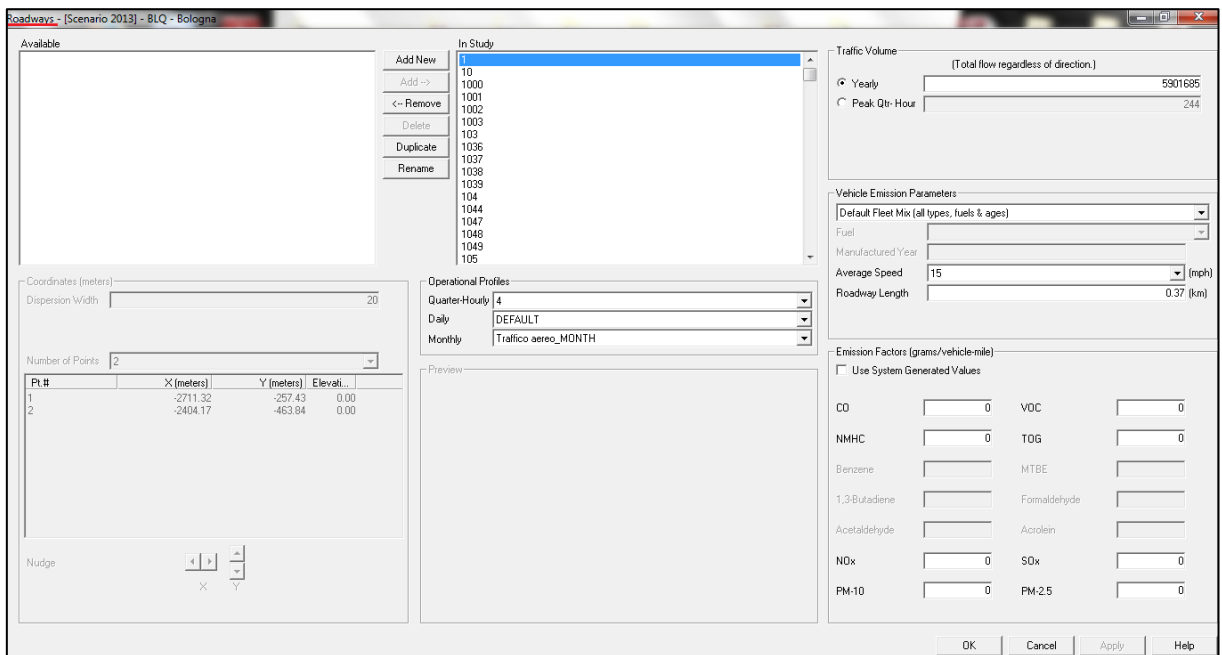 Roadways - [Scenario 2013] - BLQ - Bologna
Available
In Study
Add New
Add -->
<-- Remove
Delete
Duplicate
Rename
1
10
1000
1001
1002
1003
103
1036
1037
1038
1039
104
1044
1047
1048
1049
105
Traffic Volume
(Total flow regardless of direction.)
Yearly 5901685
Peak Qtr- Hour 244
Vehicle Emission Parameters
Default Fleet Mix (all types, fuels & ages)
Fuel
Manufactured Year
Average Speed 15 (mph)
Roadway Length 0.37 (km)
Coordinates (meters)
Dispersion Width 20
Number of Points 2
Pt.# X (meters) Y (meters) Elevati...
1 -2711.32 -257.43 0.00
2 -2404.17 -463.84 0.00
Nudge
X Y
Operational Profiles
Quarter-Hourly 4
Daily DEFAULT
Monthly Traffico aereo_MONTH
Preview
Emission Factors (grams/vehicle-mile)
Use System Generated Values
CO 0 VOC 0
NMHC 0 TOG 0
Benzene MTBE
1,3-Butadiene Formaldehyde
Acetaldehyde Acrolein
NOx 0 SOx 0
PM-10 0 PM-2.5 0
OK Cancel Apply Help